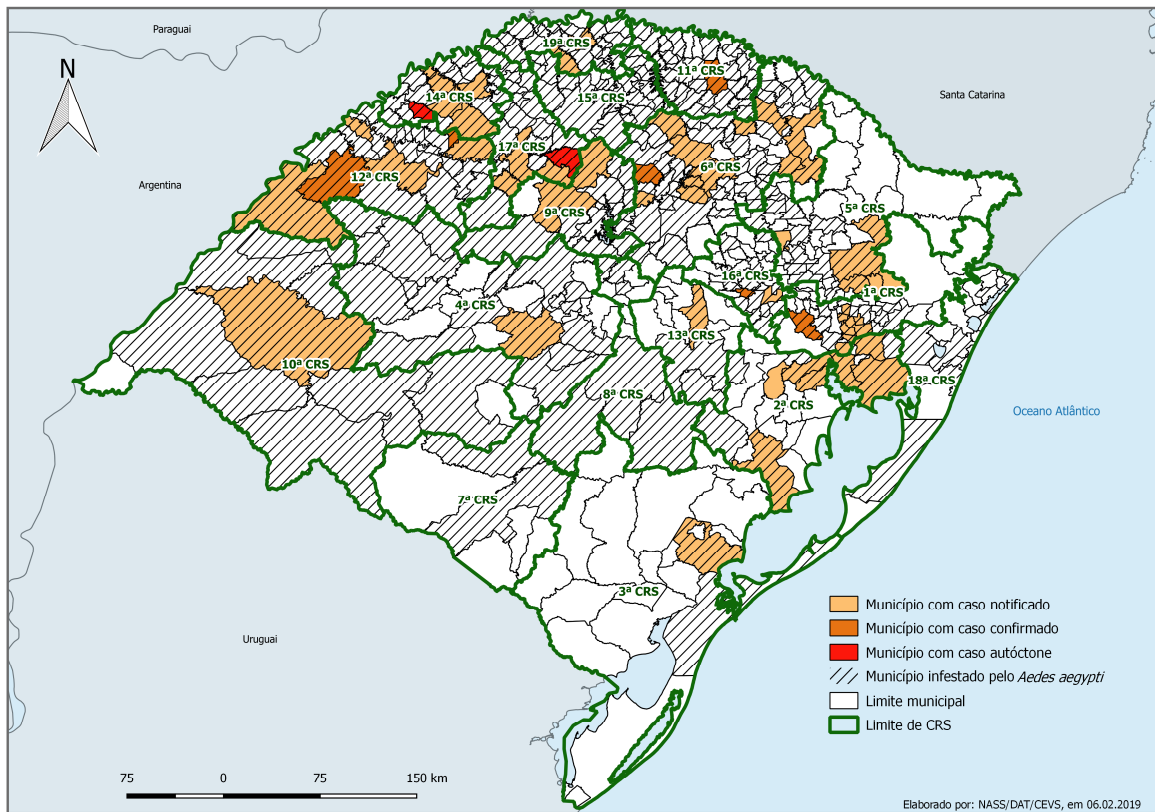 Paraguai
N
19ª CRS
11ª CRS
14ª CRS
15ª CRS
Santa Catarina
17ª CRS
6ª CRS
12ª CRS
Argentina
9ª CRS
5ª CRS
16ª CRS
1ª CRS
4ª CRS
13ª CRS
10ª CRS
18ª CRS
8ª CRS
2ª CRS
Oceano Atlântico
7ª CRS
3ª CRS
Uruguai
Município com caso notificado
Município com caso confirmado
Município com caso autóctone
Município infestado pelo Aedes aegypti
Limite municipal
Limite de CRS
75 0 75 150 km
Elaborado por: NASS/DAT/CEVS, em 06.02.2019